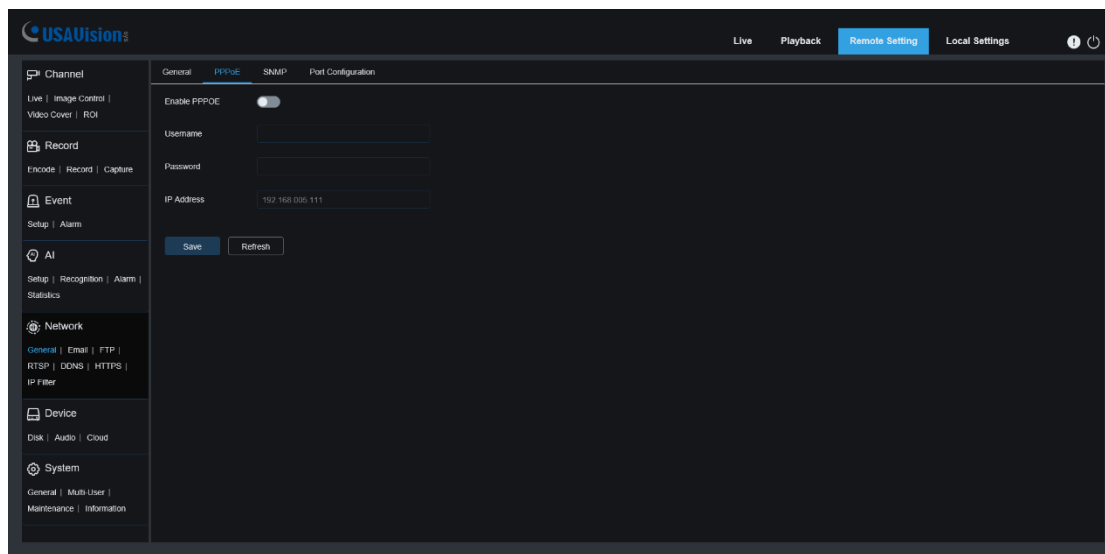 USAVision
Live Playback Remote Setting Local Settings
Channel
Live | Image Control |
Video Cover | ROI
Record
Encode | Record | Capture
Event
Setup | Alarm
AI
Setup | Recognition | Alarm |
Statistics
Network
General | Email | FTP |
RTSP | DDNS | HTTPS |
IP Filter
Device
Disk | Audio | Cloud
System
General | Multi-User |
Maintenance | Information
General PPPoE SNMP Port Configuration
Enable PPPOE
Username
Password
IP Address 192.168.005.111
Save Refresh